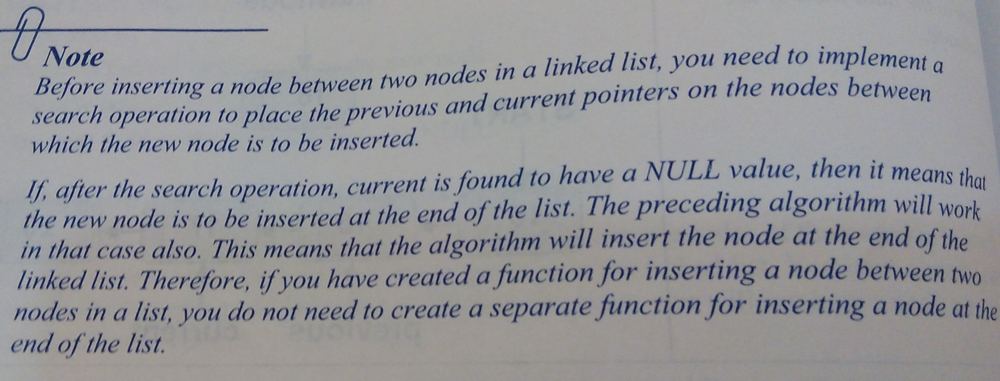 Note
Before inserting a node between two nodes in a linked list, you need to implement a
search operation to place the previous and current pointers on the nodes between
which the new node is to be inserted.
If, after the search operation, current is found to have a NULL value, then it means that
the new node is to be inserted at the end of the list. The preceding algorithm will work
in that case also. This means that the algorithm will insert the node at the end of the
linked list. Therefore, if you have created a function for inserting a node between two
nodes in a list, you do not need to create a separate function for inserting a node at the
end of the list.